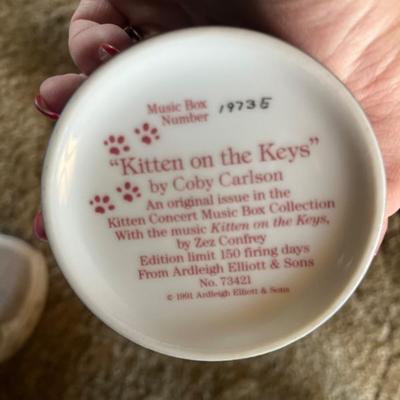 Music Box
Number 1973E
"Kitten on the Keys"
by Coby Carlson
An original issue in the
Kitten Concert Music Box Collection
With the music Kitten on the Keys,
by Zez Confrey
Edition limit 150 firing days
From Ardleigh Elliott & Sons
No. 73421
© 1991 Ardleigh Elliott & Sons